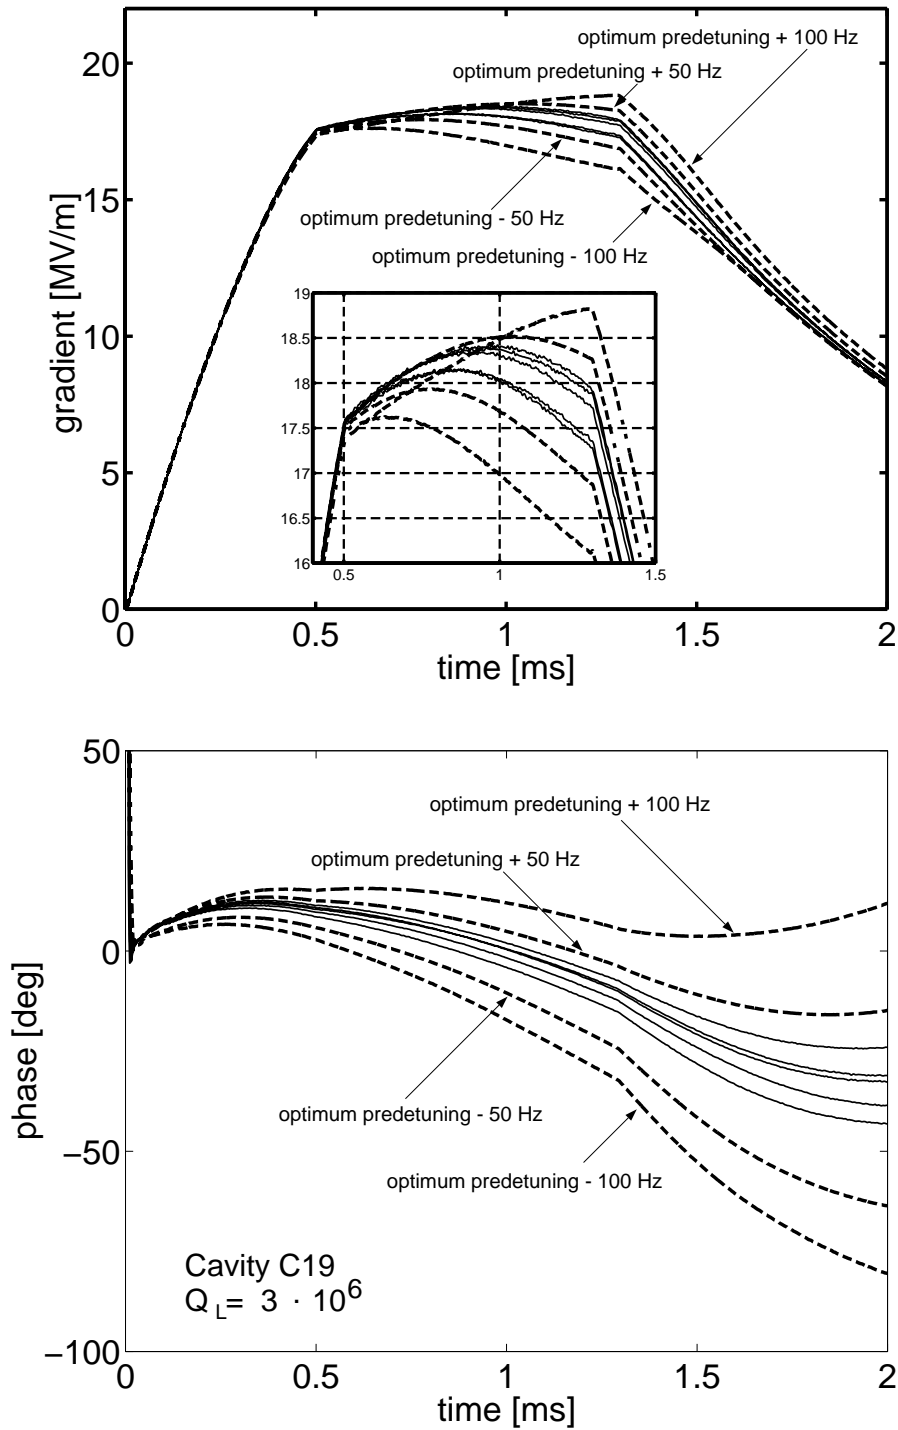 optimum predetuning + 100 Hz
20
optimum predetuning + 50 Hz
15
optimum predetuning - 50 Hz
optimum predetuning - 100 Hz
gradient [MV/m]
19
18.5
10
18
17.5
17
5
16.5
16
0.5
1
1.5
0
0
0.5
1
1.5
2
time [ms]
50
optimum predetuning + 100 Hz
optimum predetuning + 50 Hz
0
phase [deg]
optimum predetuning - 50 Hz
−50
optimum predetuning - 100 Hz
Cavity C19
Q L= 3 · 10⁶
−100
0
0.5
1
1.5
2
time [ms]